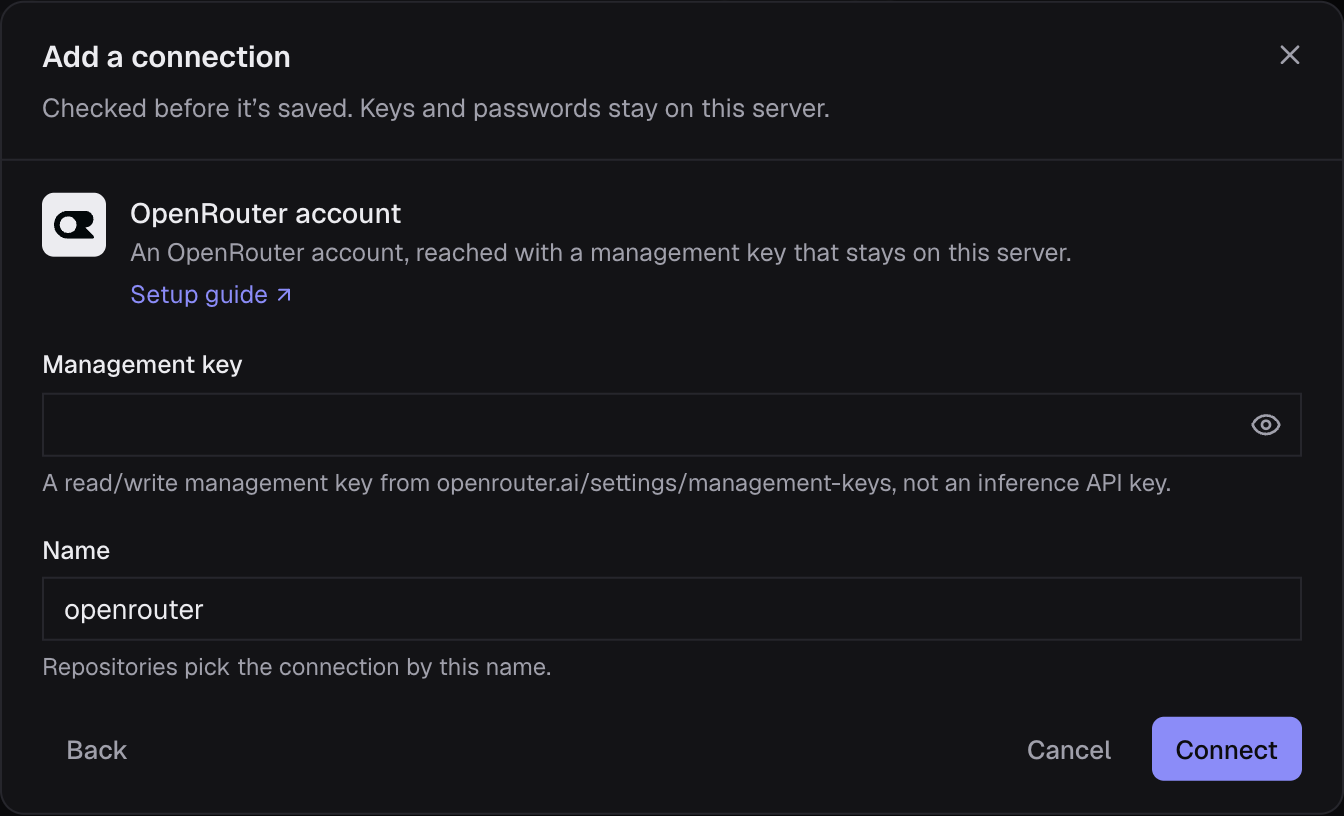 Add a connection
Checked before it’s saved. Keys and passwords stay on this server.
OpenRouter account
An OpenRouter account, reached with a management key that stays on this server.
Setup guide ↗
Management key
A read/write management key from openrouter.ai/settings/management-keys, not an inference API key.
Name
openrouter
Repositories pick the connection by this name.
Back
Cancel
Connect